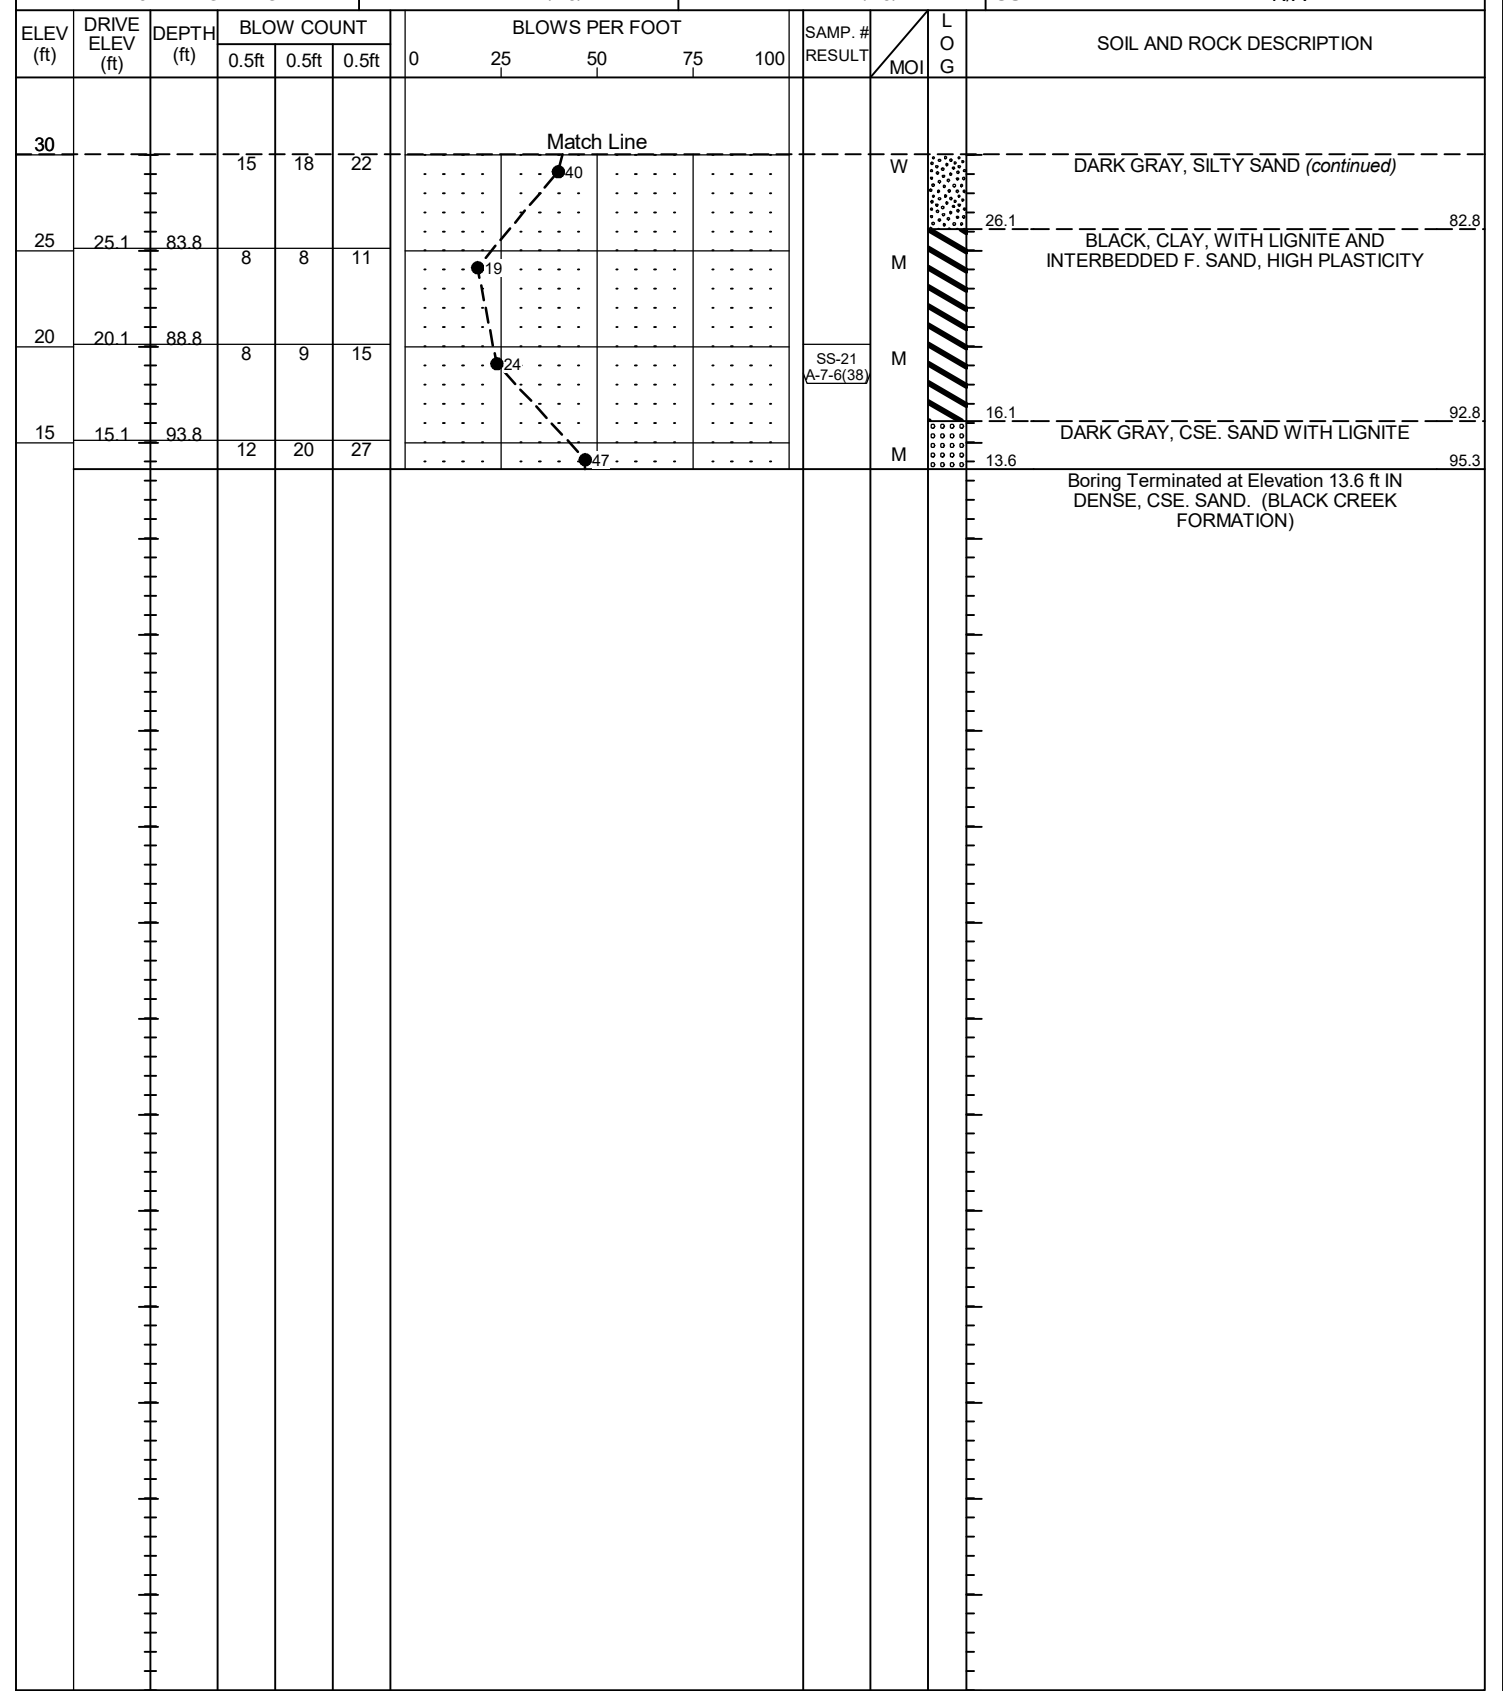 ELEV (ft) DRIVE ELEV (ft) DEPTH (ft) BLOW COUNT BLOWS PER FOOT SAMP. # RESULT MOI LOG SOIL AND ROCK DESCRIPTION
0.5ft 0.5ft 0.5ft 0 25 50 75 100
30 Match Line
15 18 22 40 W DARK GRAY, SILTY SAND (continued)
26.1 82.8
25 25.1 83.8 BLACK, CLAY, WITH LIGNITE AND
8 8 11 19 M INTERBEDDED F. SAND, HIGH PLASTICITY
20 20.1 88.8
8 9 15 24 SS-21 M
A-7-6(38)
16.1 92.8
15 15.1 93.8 DARK GRAY, CSE. SAND WITH LIGNITE
12 20 27 47 M 13.6 95.3
Boring Terminated at Elevation 13.6 ft IN
DENSE, CSE. SAND. (BLACK CREEK
FORMATION)